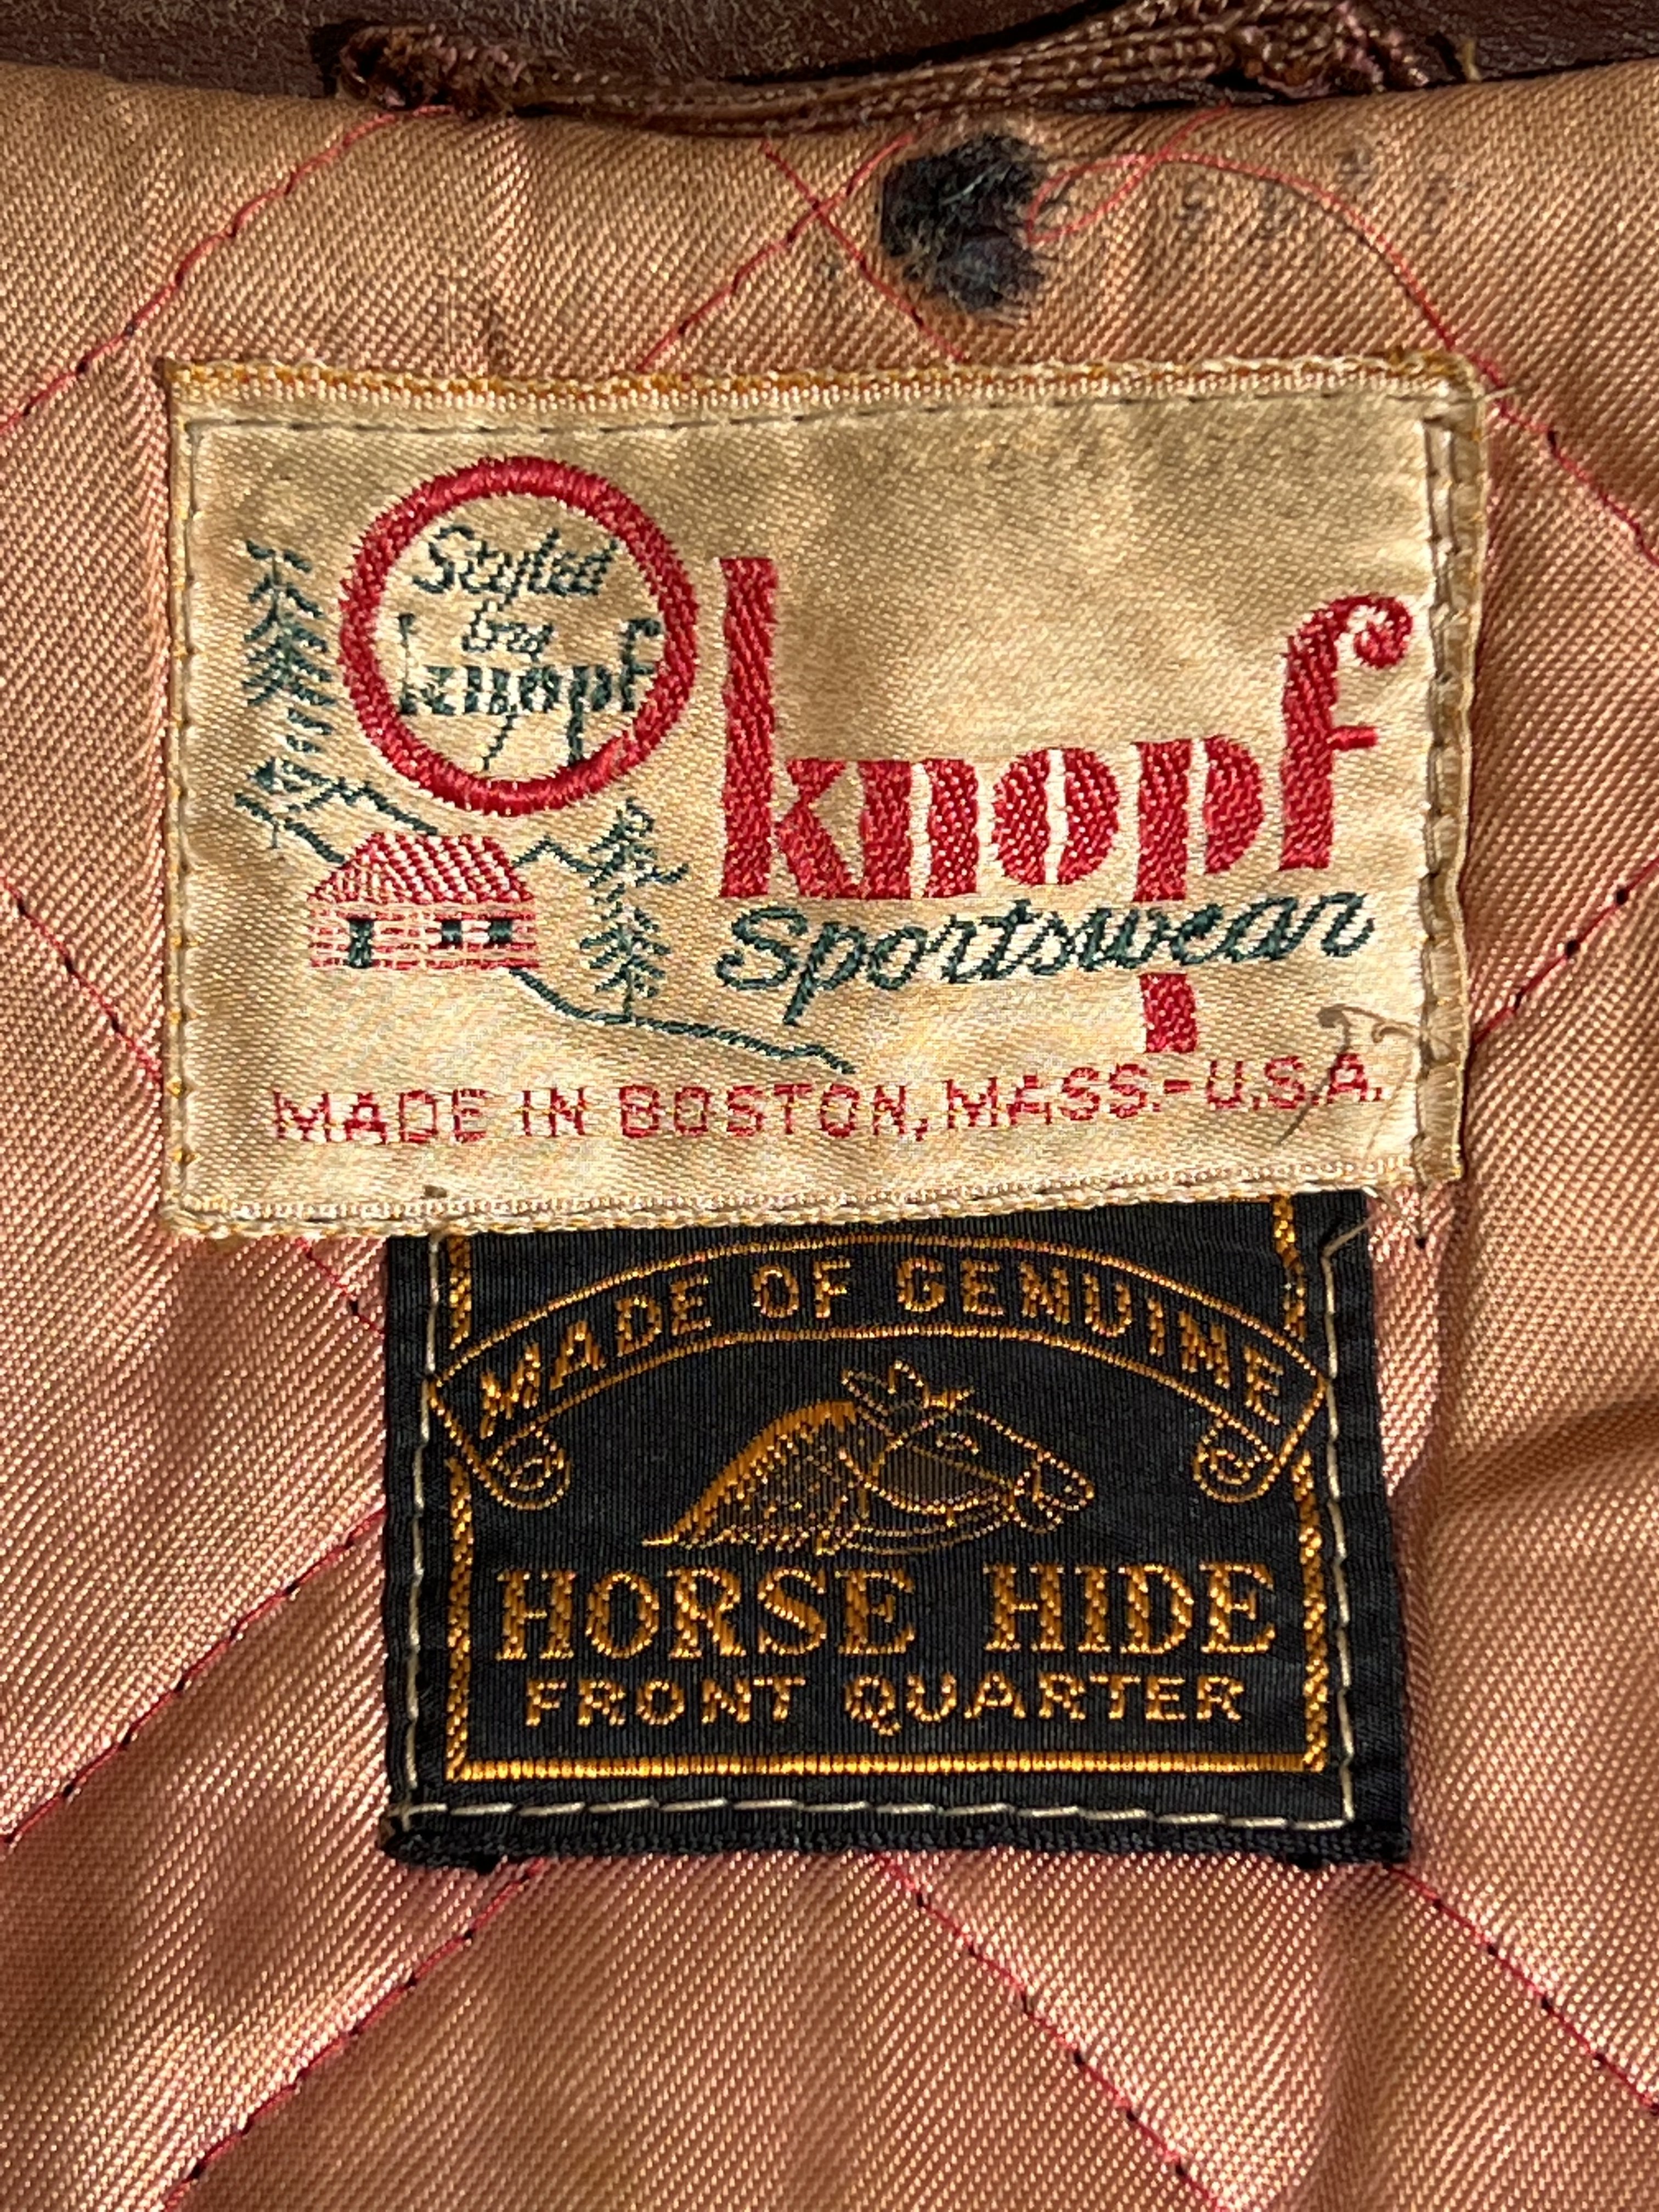 Styled
by
knopf
knopf
Sportswear
MADE IN BOSTON, MASS.-U.S.A.
MADE OF GENUINE
HORSE HIDE
FRONT QUARTER